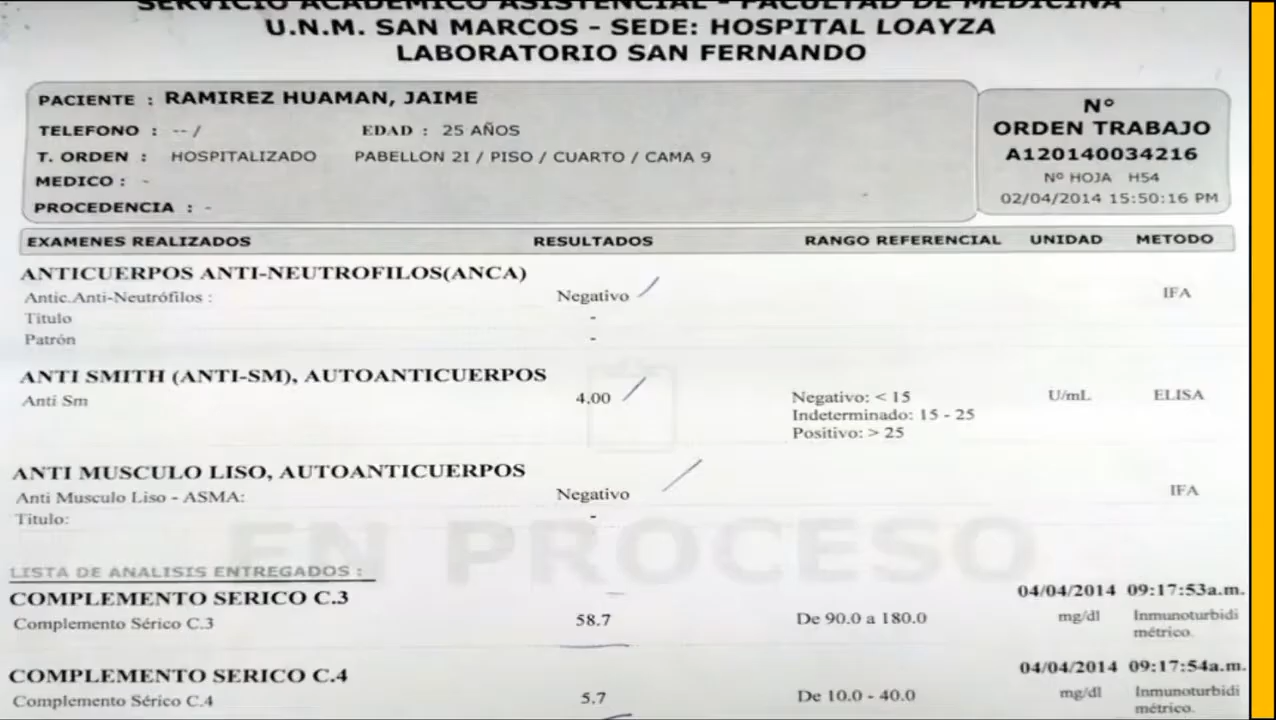 SERVICIO ACADEMICO ASISTENCIAL - FACULTAD DE MEDICINA
U.N.M. SAN MARCOS - SEDE: HOSPITAL LOAYZA
LABORATORIO SAN FERNANDO
PACIENTE : RAMIREZ HUAMAN, JAIME
TELEFONO : -- / EDAD : 25 AÑOS
T. ORDEN : HOSPITALIZADO PABELLON 2I / PISO / CUARTO / CAMA 9
MEDICO : -
PROCEDENCIA : -
Nº
ORDEN TRABAJO
A120140034216
Nº HOJA H54
02/04/2014 15:50:16 PM
EXAMENES REALIZADOS RESULTADOS RANGO REFERENCIAL UNIDAD METODO
ANTICUERPOS ANTI-NEUTROFILOS(ANCA)
Antic.Anti-Neutrófilos : Negativo IFA
Titulo -
Patrón -
ANTI SMITH (ANTI-SM), AUTOANTICUERPOS
Anti Sm 4.00 Negativo: < 15 U/mL ELISA
Indeterminado: 15 - 25
Positivo: > 25
ANTI MUSCULO LISO, AUTOANTICUERPOS
Anti Musculo Liso - ASMA: Negativo IFA
Titulo: -
EN PROCESO
LISTA DE ANALISIS ENTREGADOS :
COMPLEMENTO SERICO C.3 04/04/2014 09:17:53a.m.
Complemento Sérico C.3 58.7 De 90.0 a 180.0 mg/dl Inmunoturbidi
métrico.
COMPLEMENTO SERICO C.4 04/04/2014 09:17:54a.m.
Complemento Sérico C.4 5.7 De 10.0 - 40.0 mg/dl Inmunoturbidi
métrico.